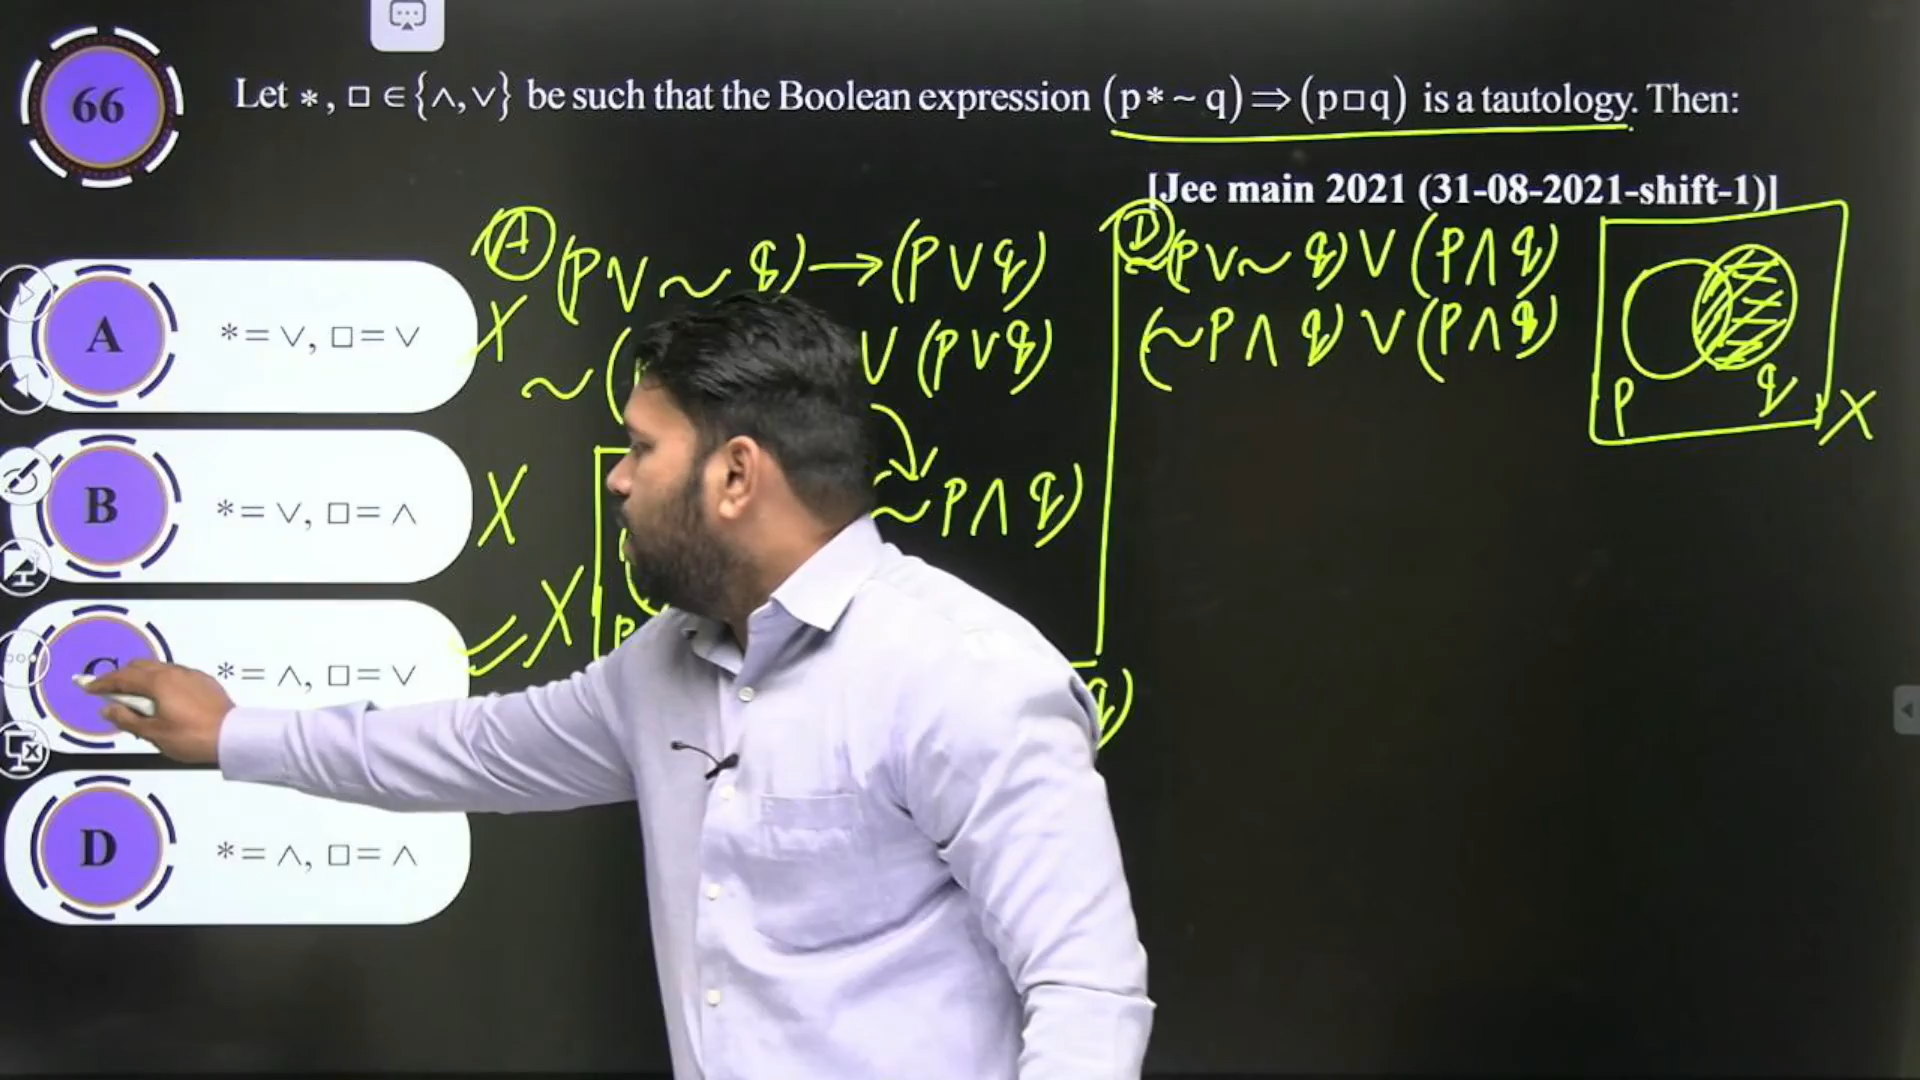 66
Let *, □ ∈ {∧, ∨} be such that the Boolean expression (p * ~ q) ⇒ (p □ q) is a tautology. Then:
[Jee main 2021 (31-08-2021-shift-1)]
A * = ∨, □ = ∨ X
B * = ∨, □ = ∧ X
C * = ∧, □ = ∨ X
D * = ∧, □ = ∧
A (p ∨ ~ q) → (p ∨ q)
~ ( ∨ (p ∨ q)
~ p ∧ q)
p
q)
D ~(p ∨ ~ q) ∨ (p ∧ q)
(~p ∧ q) ∨ (p ∧ q)
p q X